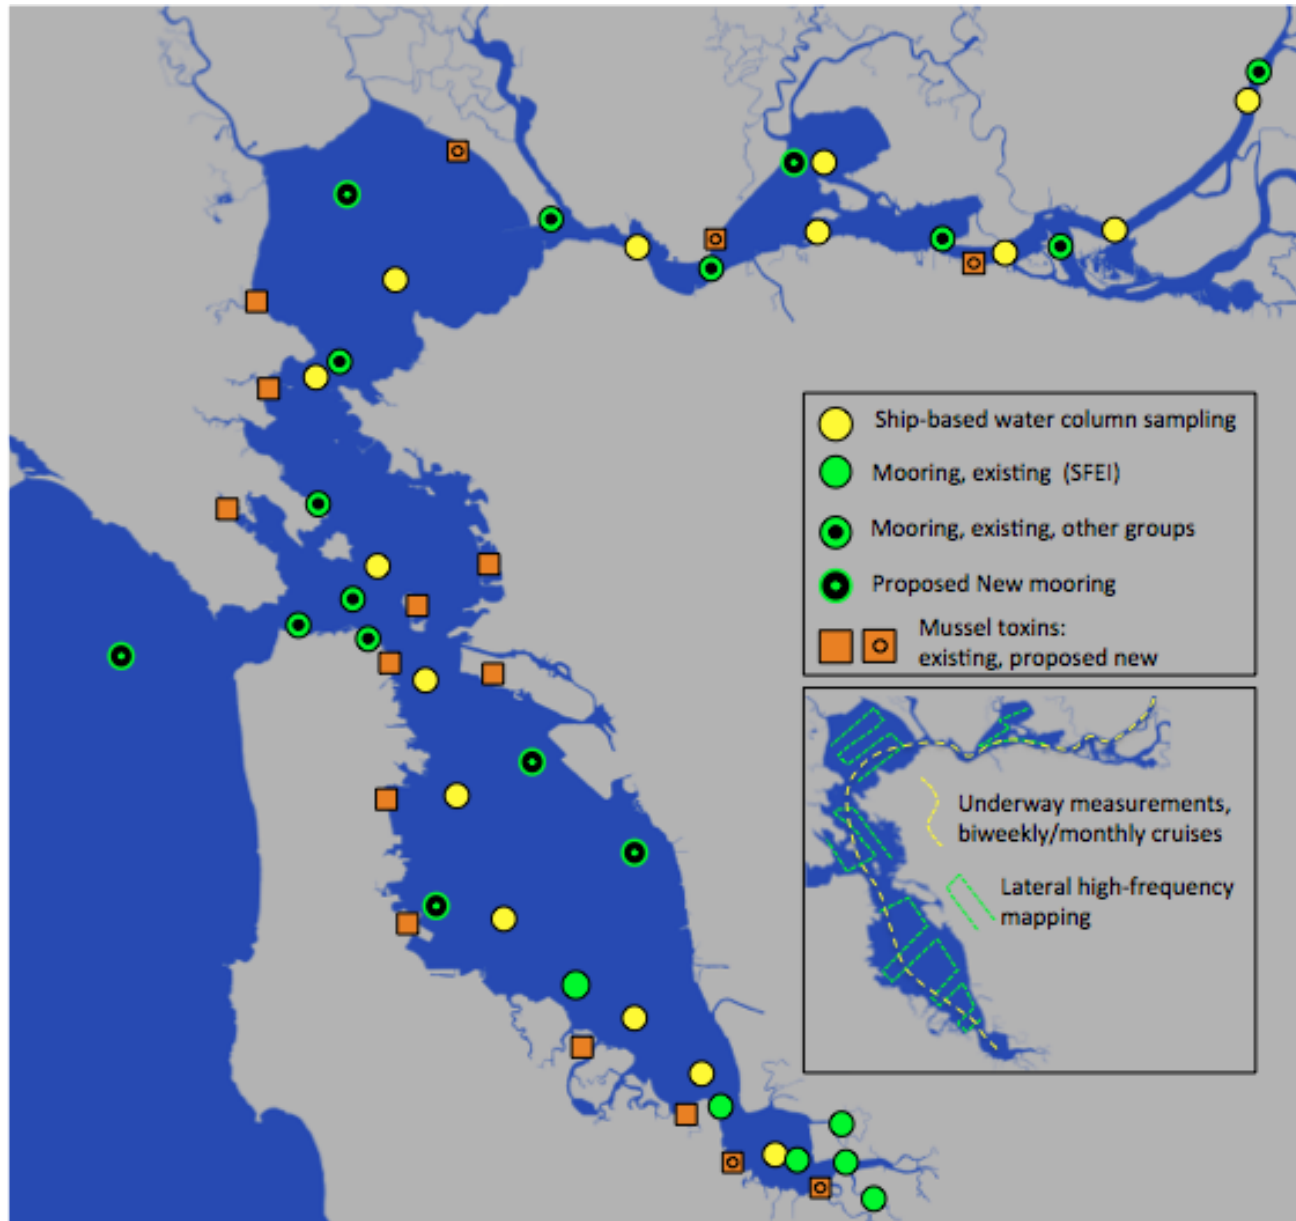 Ship-based water column sampling
Mooring, existing (SFEI)
Mooring, existing, other groups
Proposed New mooring
Mussel toxins:
existing, proposed new
Underway measurements,
biweekly/monthly cruises
Lateral high-frequency
mapping